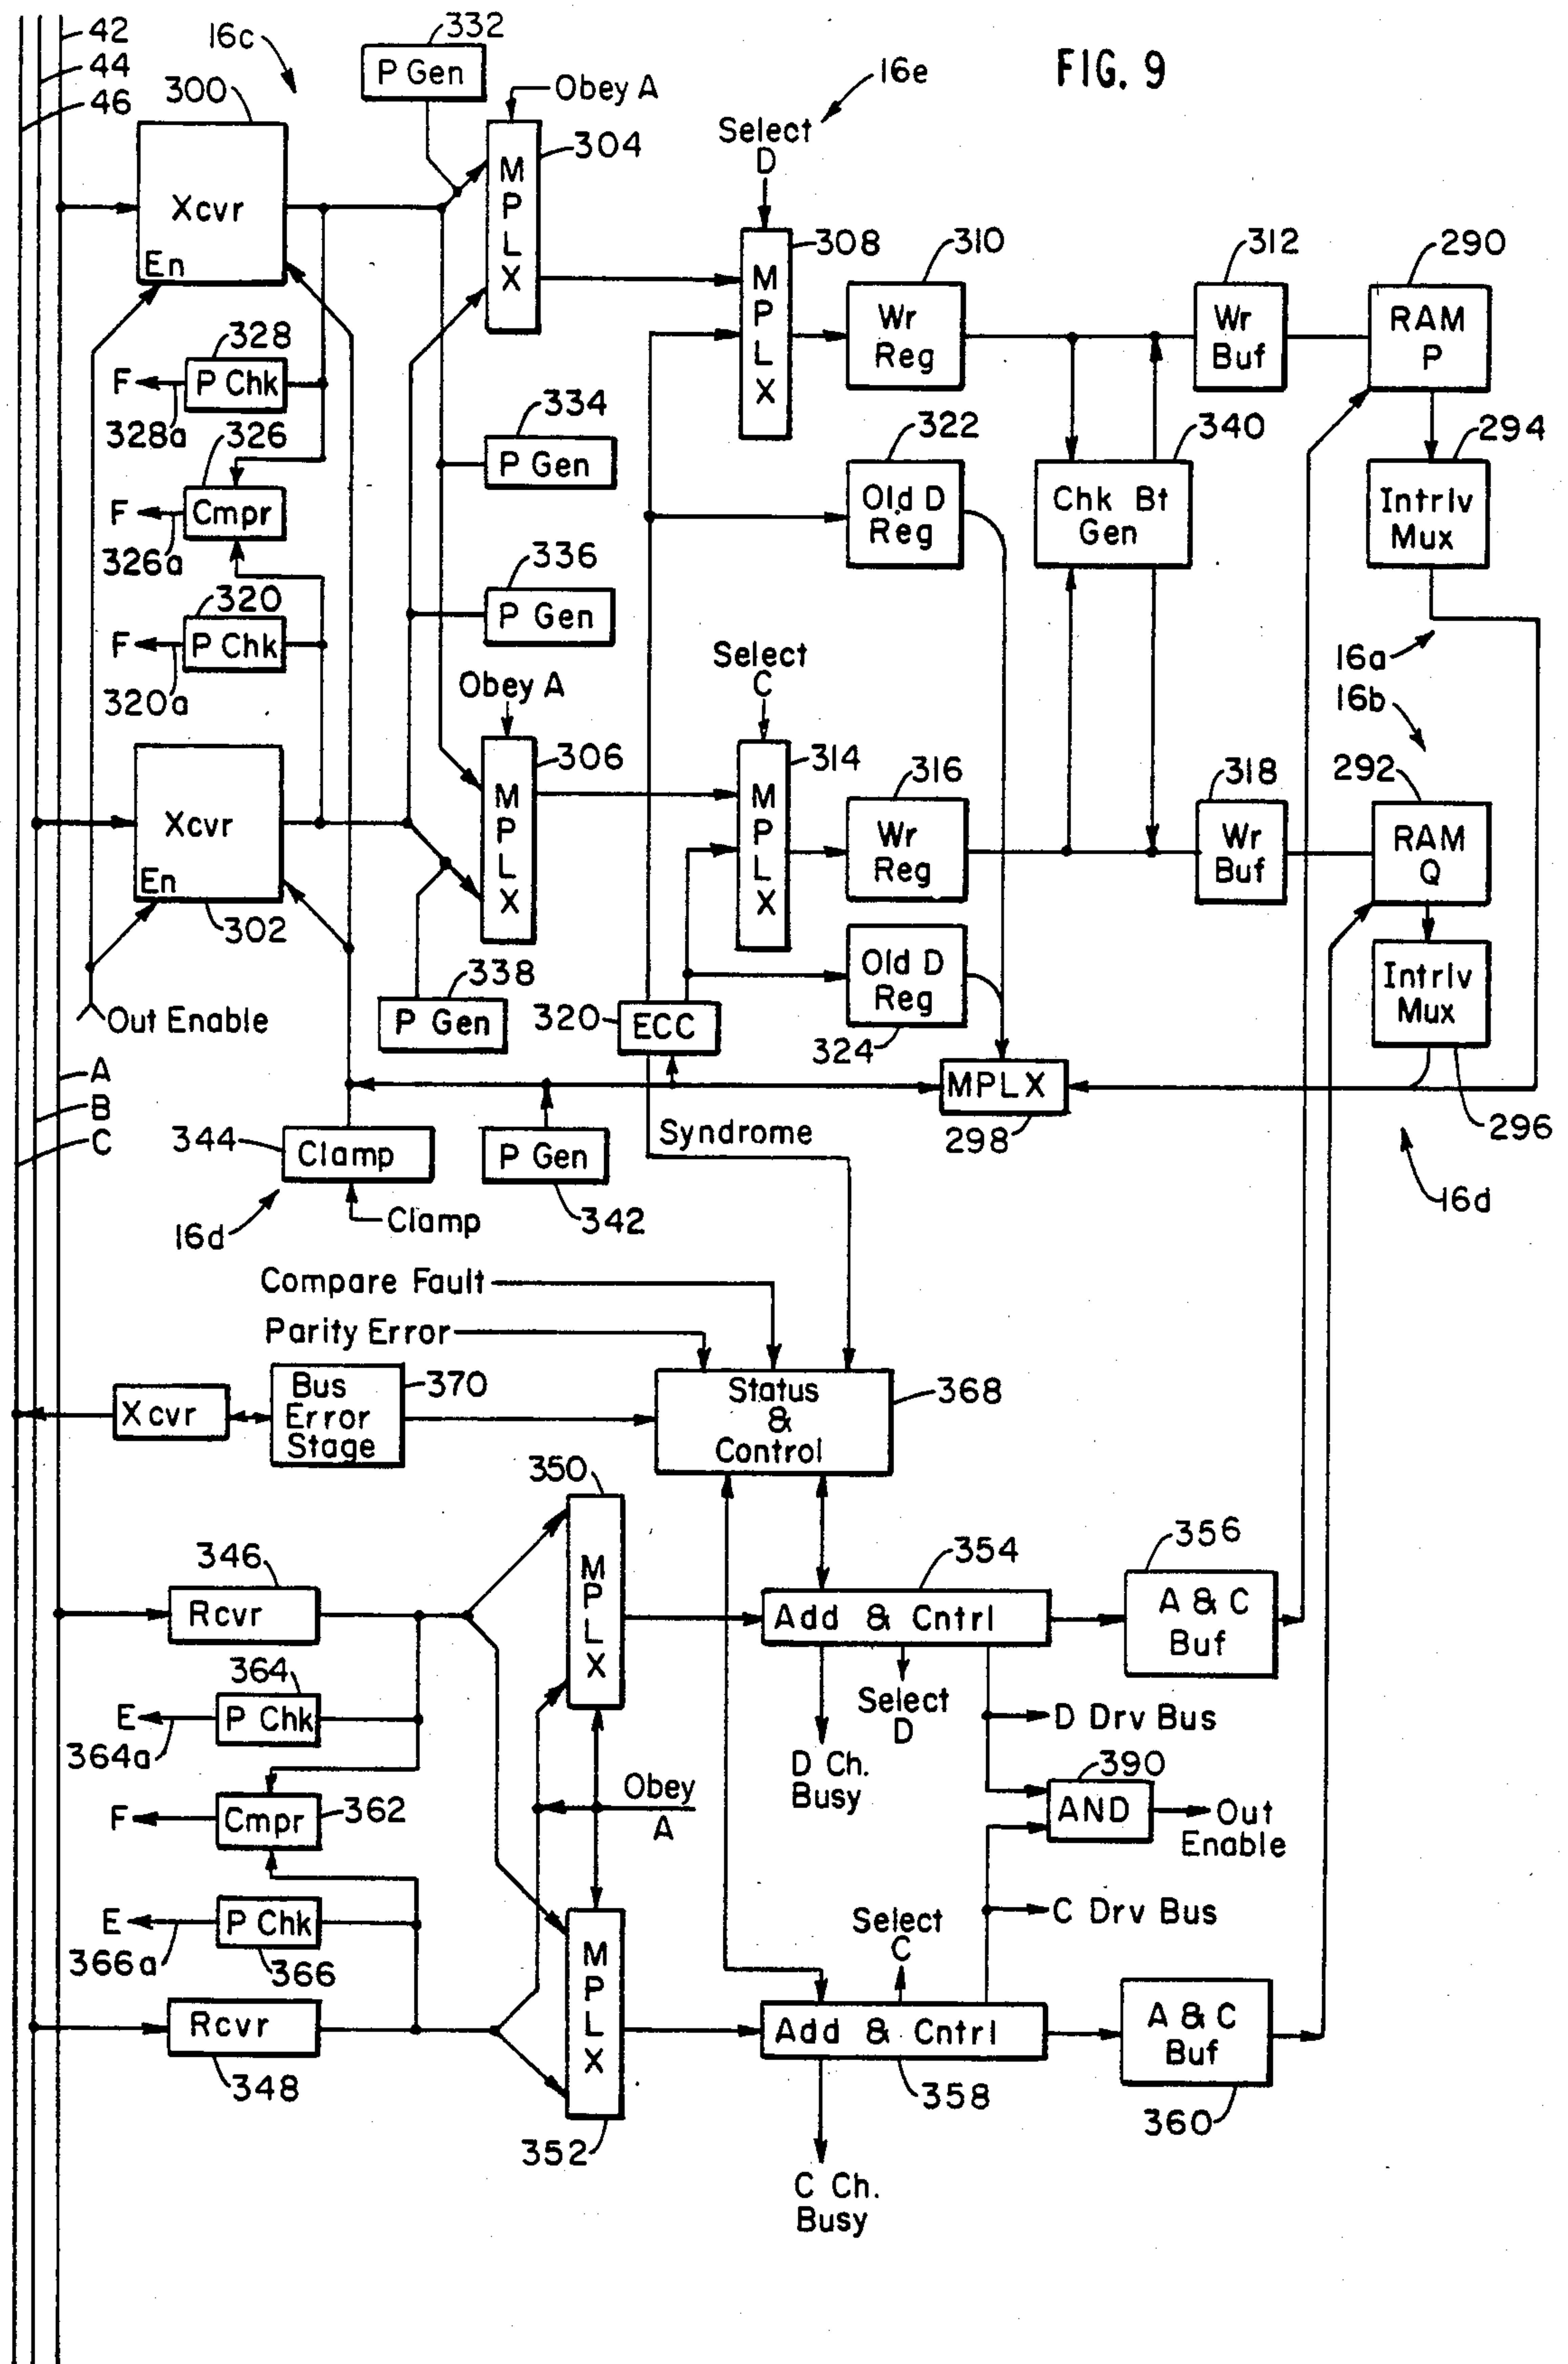 FIG. 9
42
44
46
16c
300
332
P Gen
Obey A
304
MPLX
16e
Select
D
308
MPLX
310
Wr
Reg
312
Wr
Buf
290
RAM
P
Xcvr
En
328
P Chk
F
328a
326
Cmpr
F
326a
320
P Chk
F
320a
334
P Gen
336
P Gen
322
Old D
Reg
340
Chk Bt
Gen
294
Intrlv
Mux
16a
16b
Obey A
306
MPLX
Select
C
314
MPLX
316
Wr
Reg
318
Wr
Buf
292
RAM
Q
Xcvr
En
302
338
P Gen
320
ECC
Old D
Reg
324
Intrlv
Mux
296
Out Enable
A
B
C
MPLX
298
344
Clamp
Clamp
16d
P Gen
342
Syndrome
16d
Compare Fault
Parity Error
Xcvr
Bus
Error
Stage
370
Status
&
Control
368
350
MPLX
346
Rcvr
354
Add & Cntrl
356
A & C
Buf
364
P Chk
E
364a
Select
D
D Drv Bus
D Ch.
Busy
390
AND
Out
Enable
Cmpr
362
F
Obey
A
P Chk
366
E
366a
Select
C
C Drv Bus
Rcvr
348
MPLX
352
Add & Cntrl
358
A & C
Buf
360
C Ch.
Busy